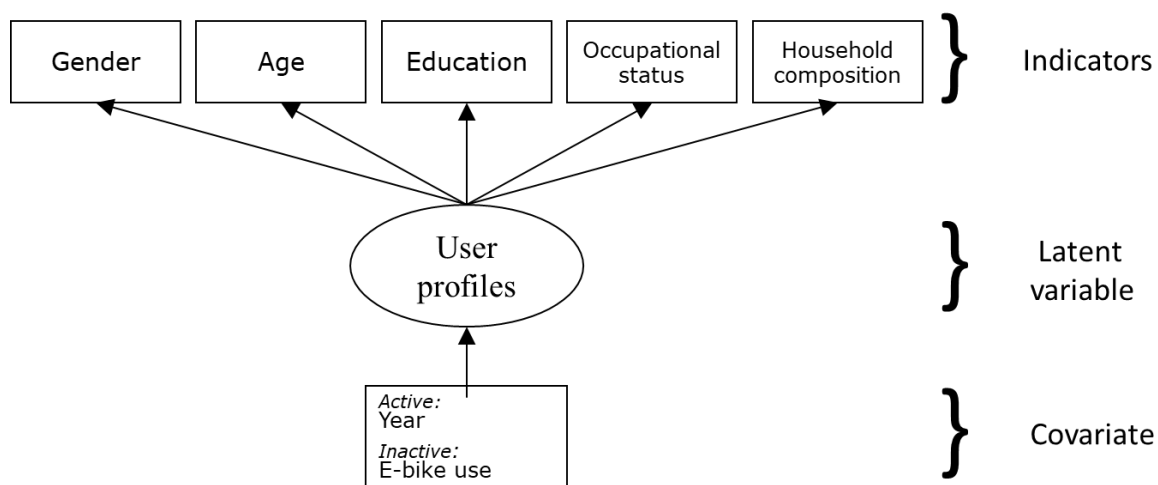 Gender
Age
Education
Occupational
status
Household
composition
Indicators
User
profiles
Latent
variable
Active:
Year
Inactive:
E-bike use
Covariate